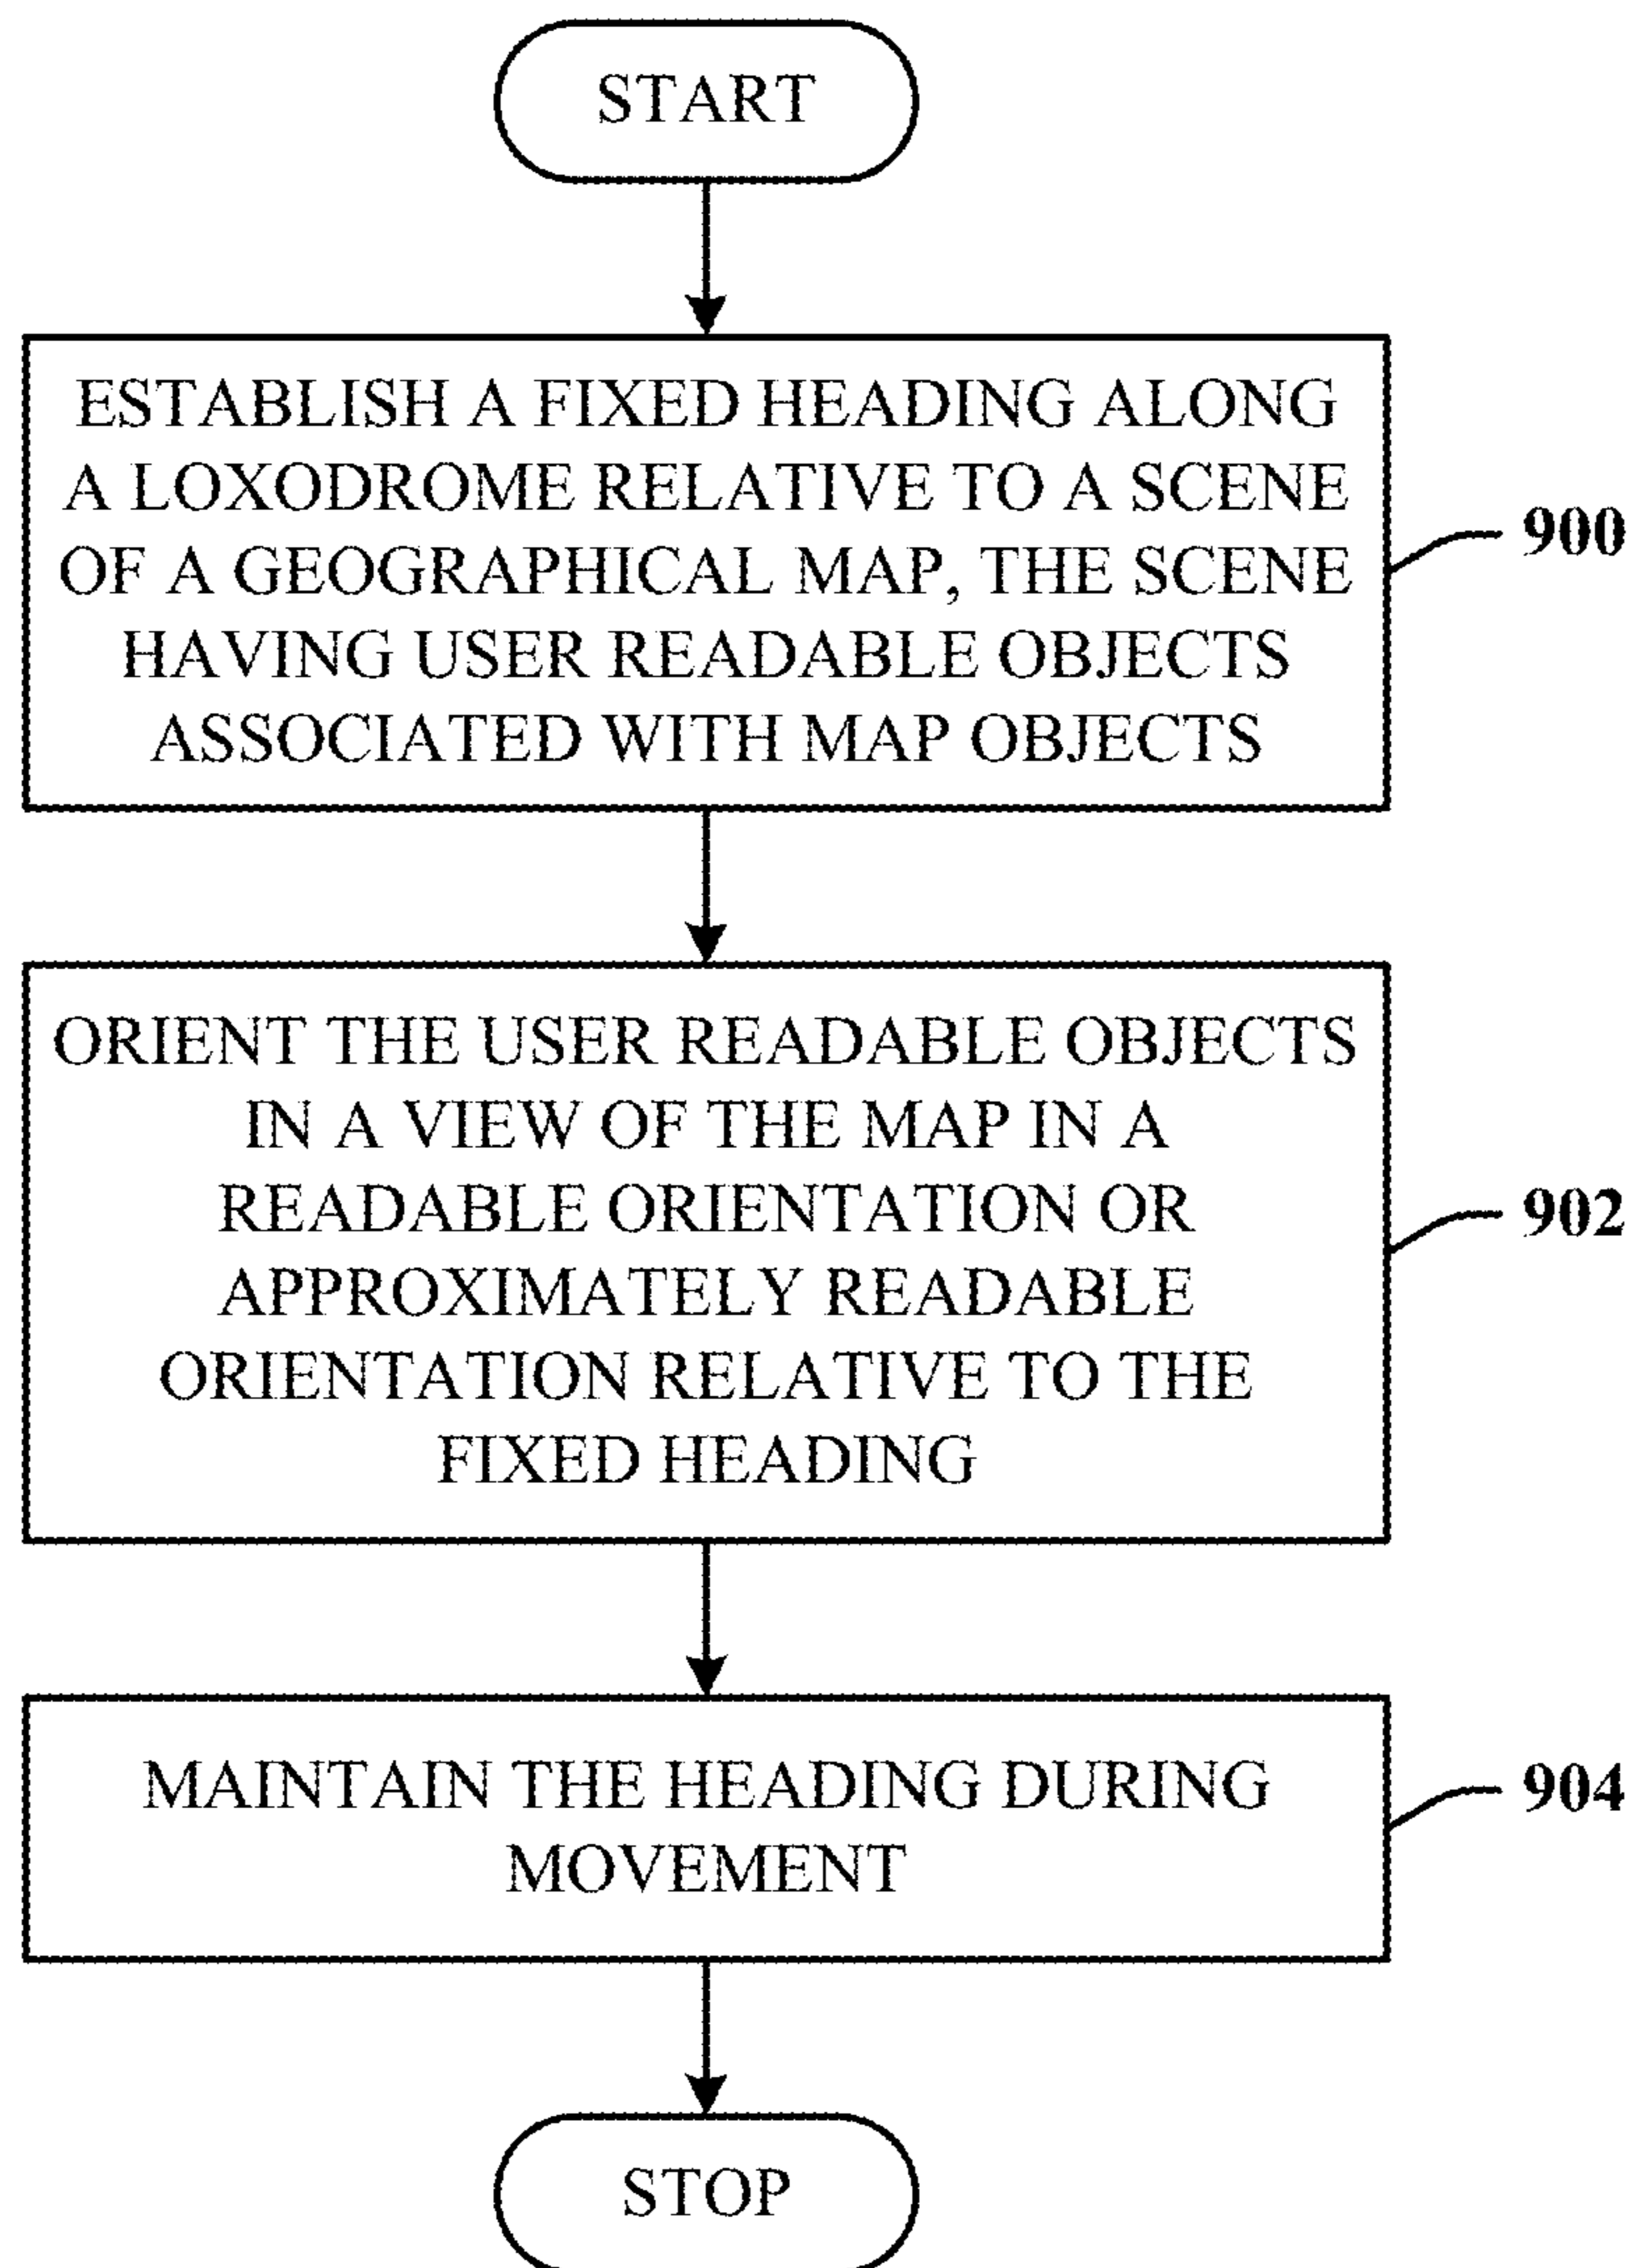 START
ESTABLISH A FIXED HEADING ALONG
A LOXODROME RELATIVE TO A SCENE
OF A GEOGRAPHICAL MAP, THE SCENE
HAVING USER READABLE OBJECTS
ASSOCIATED WITH MAP OBJECTS
900
ORIENT THE USER READABLE OBJECTS
IN A VIEW OF THE MAP IN A
READABLE ORIENTATION OR
APPROXIMATELY READABLE
ORIENTATION RELATIVE TO THE
FIXED HEADING
902
MAINTAIN THE HEADING DURING
MOVEMENT
904
STOP